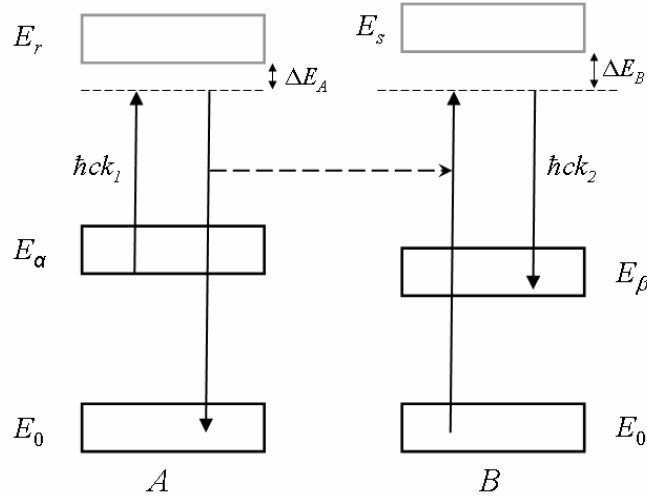 E_r
ΔE_A
E_s
ΔE_B
ħck_1
ħck_2
E_α
E_β
E_0
E_0
A
B